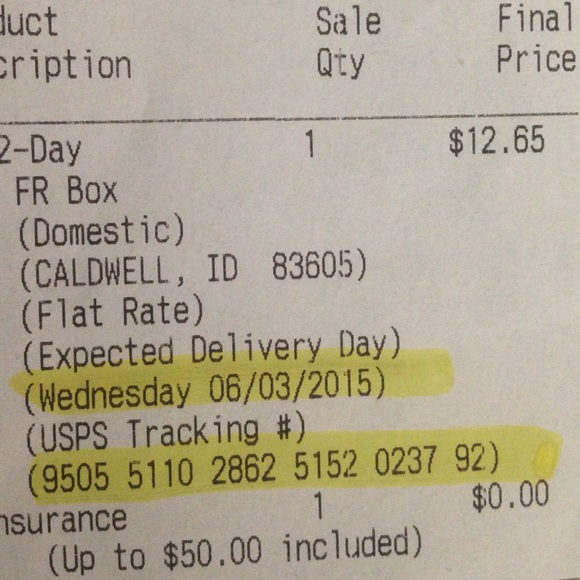 duct Sale Final
cription Qty Price
2-Day 1 $12.65
FR Box
(Domestic)
(CALDWELL, ID 83605)
(Flat Rate)
(Expected Delivery Day)
(Wednesday 06/03/2015)
(USPS Tracking #)
(9505 5110 2862 5152 0237 92)
nsurance 1 $0.00
(Up to $50.00 included)